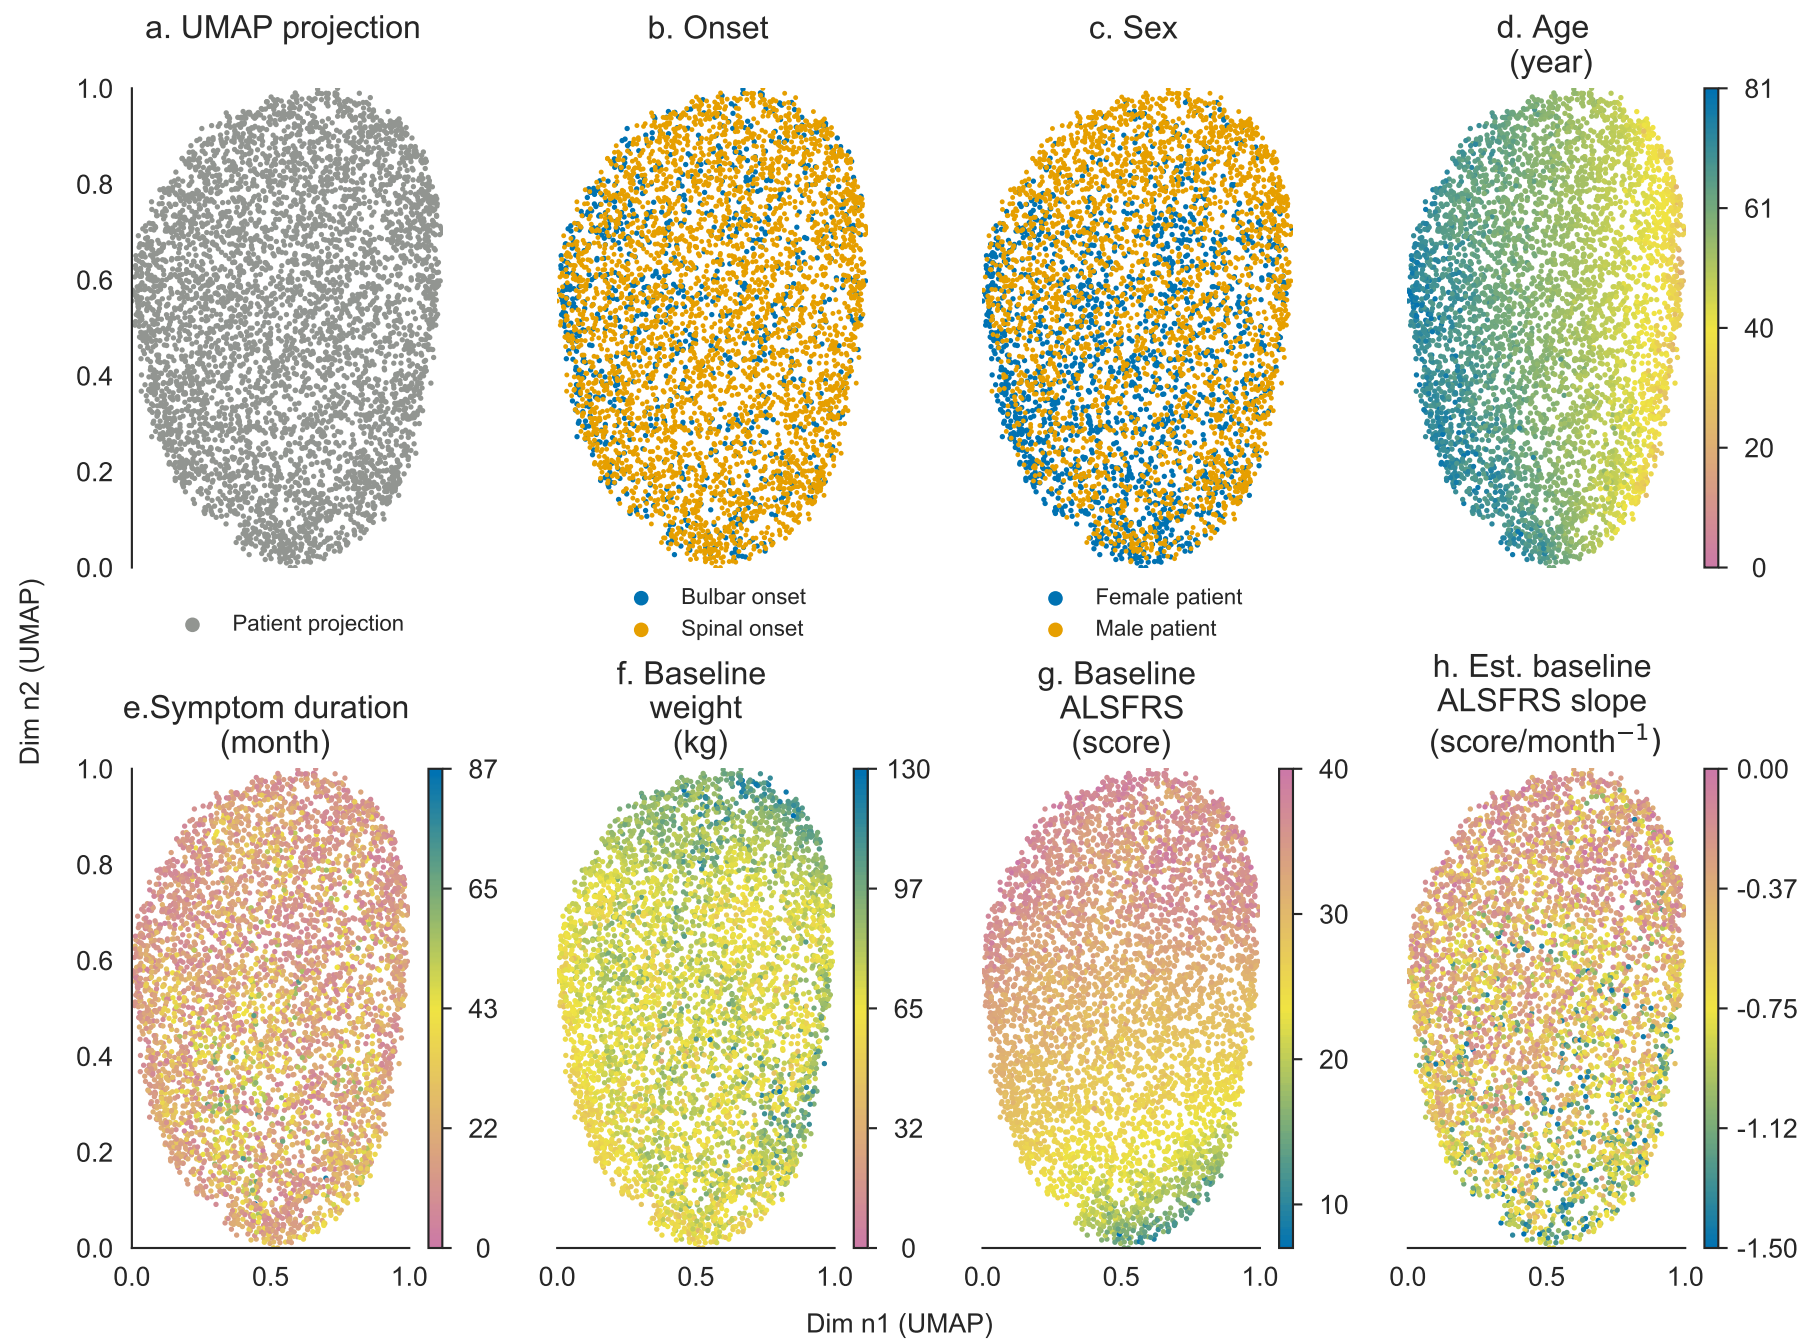 a. UMAP projection
b. Onset
c. Sex
d. Age
(year)
1.0
0.8
0.6
0.4
0.2
0.0
81
61
40
20
0
Patient projection
Bulbar onset
Spinal onset
Female patient
Male patient
Dim n2 (UMAP)
e.Symptom duration
(month)
f. Baseline
weight
(kg)
g. Baseline
ALSFRS
(score)
h. Est. baseline
ALSFRS slope
(score/month⁻¹)
1.0
0.8
0.6
0.4
0.2
0.0
87
65
43
22
0
130
97
65
32
0
40
30
20
10
0.00
-0.37
-0.75
-1.12
-1.50
0.0 0.5 1.0
0.0 0.5 1.0
0.0 0.5 1.0
0.0 0.5 1.0
Dim n1 (UMAP)